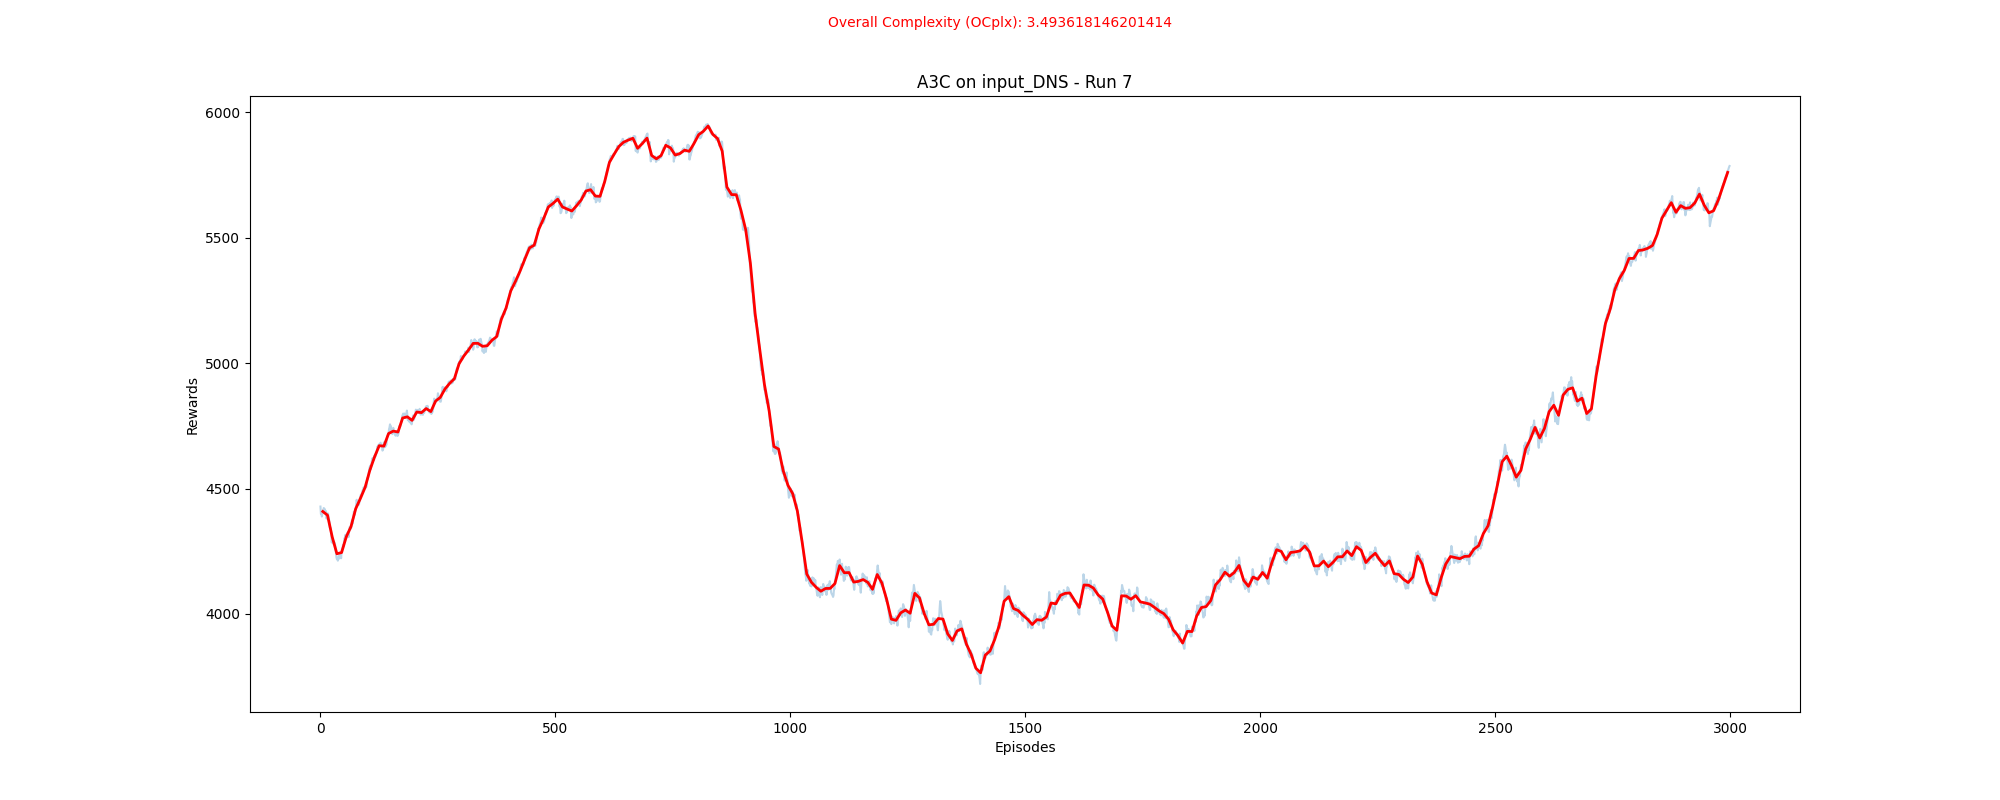 Overall Complexity (OCplx): 3.493618146201414
A3C on input_DNS - Run 7
6000
5500
5000
4500
4000
Rewards
0 500 1000 1500 2000 2500 3000
Episodes